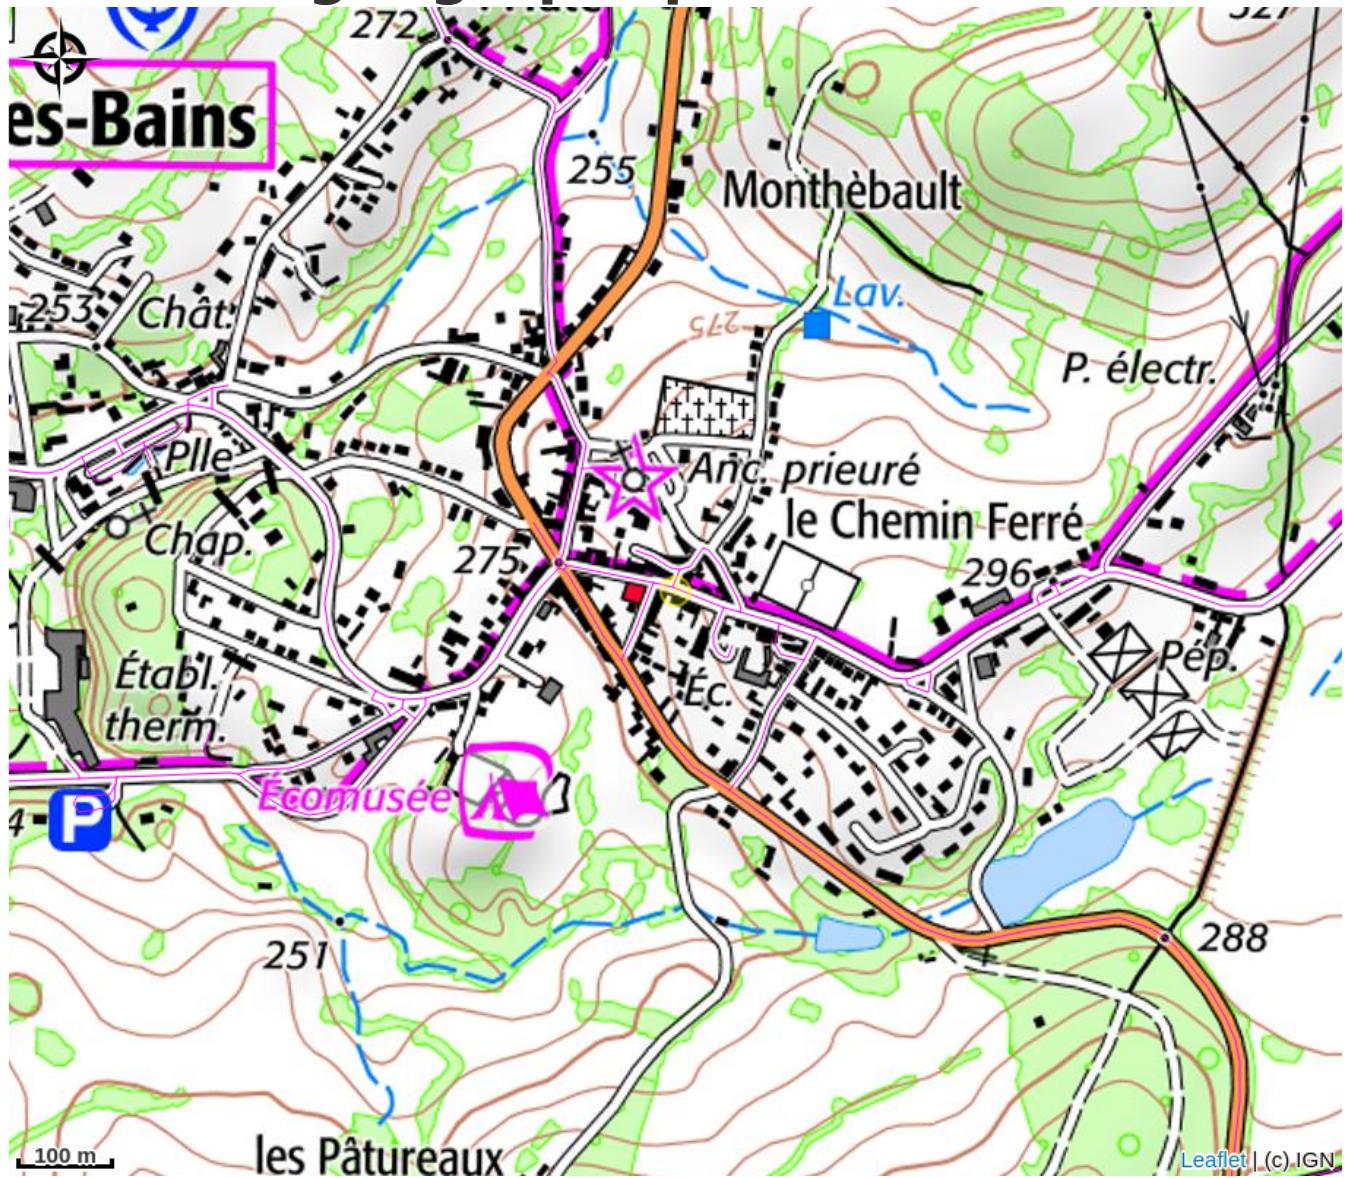 272
es-Bains
255
Monthèbault
253
Chât.
Lav.
275
P. électr.
Plle
Anc. prieuré
le Chemin Ferré
Chap.
275
296
Établ.
therm.
Éc.
Pép.
Écomusée
P
4
251
288
100 m
les Pâtureaux
Leaflet | (c) IGN